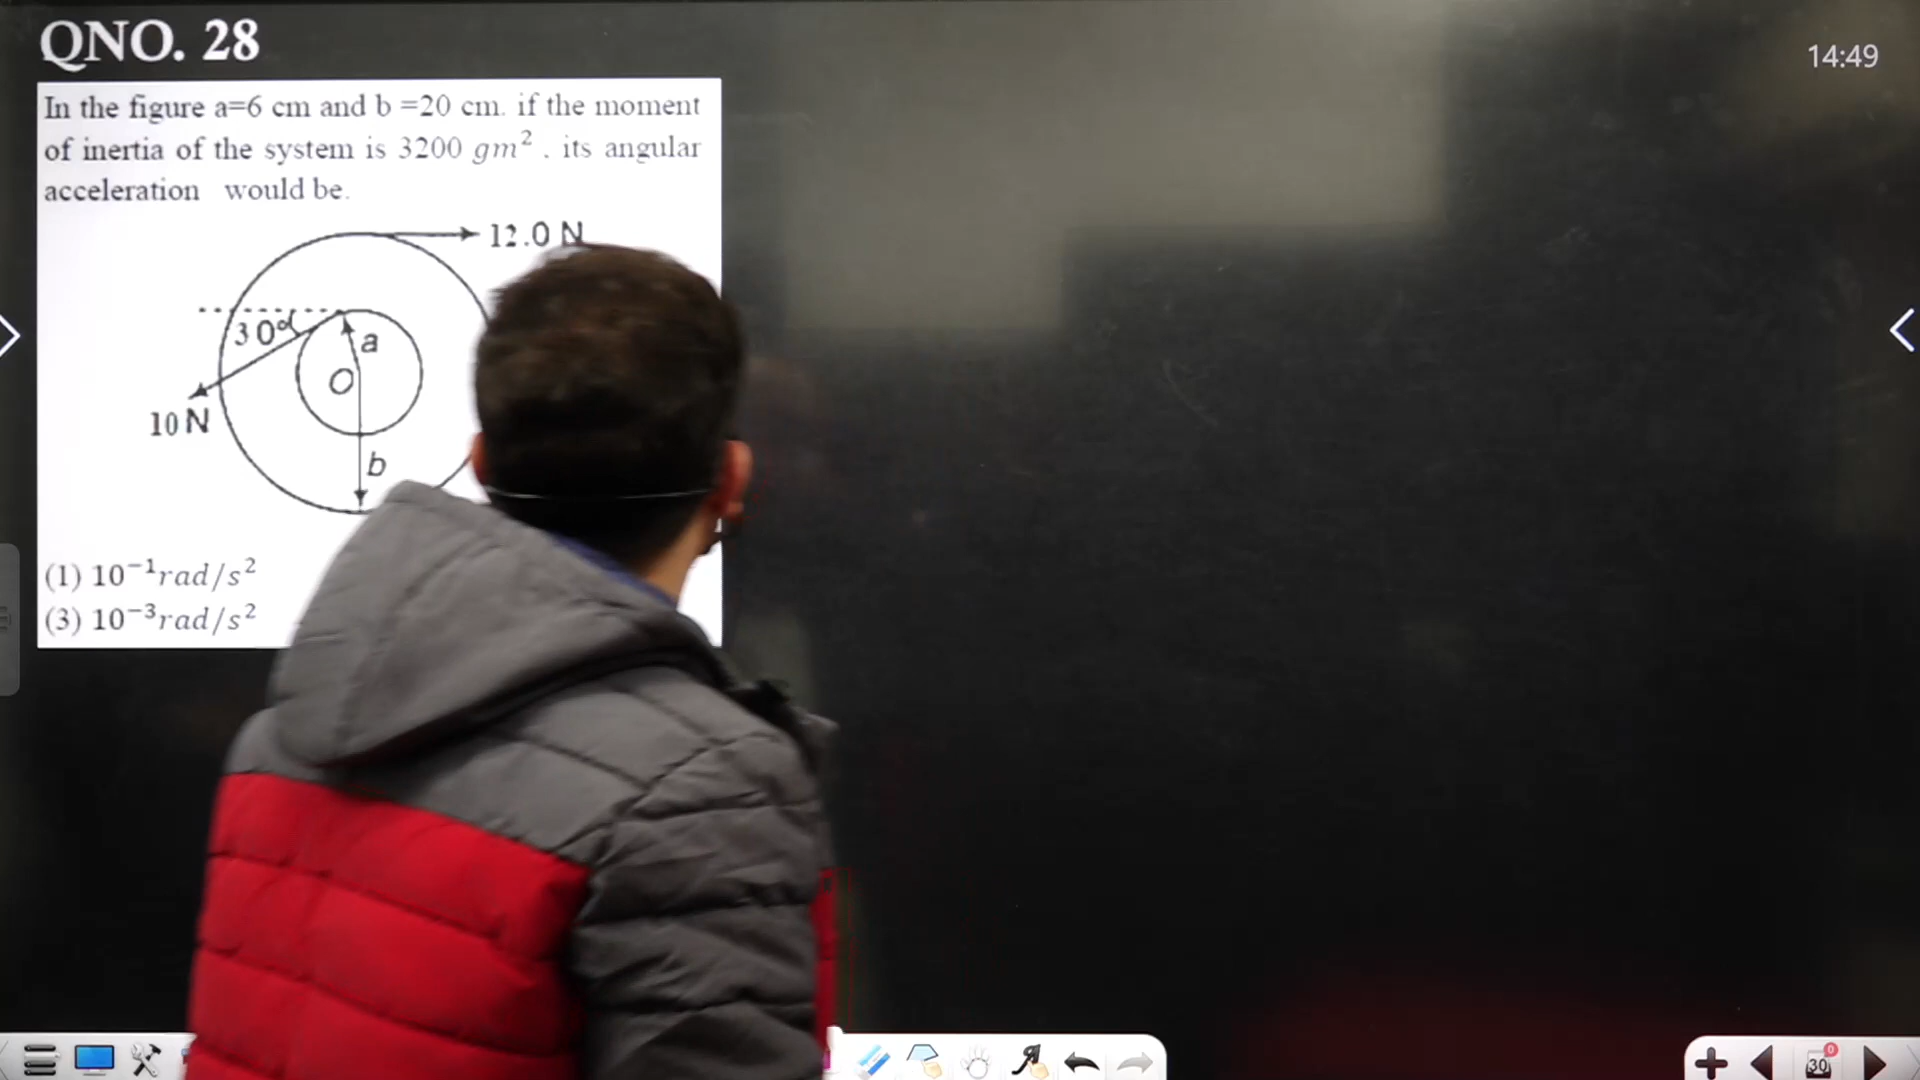 QNO. 28
14:49
In the figure a=6 cm and b =20 cm. if the moment
of inertia of the system is 3200 gm². its angular
acceleration would be.
12.0 N
30°
a
O
10 N
b
(1) 10⁻¹rad/s²
(3) 10⁻³rad/s²
0
30